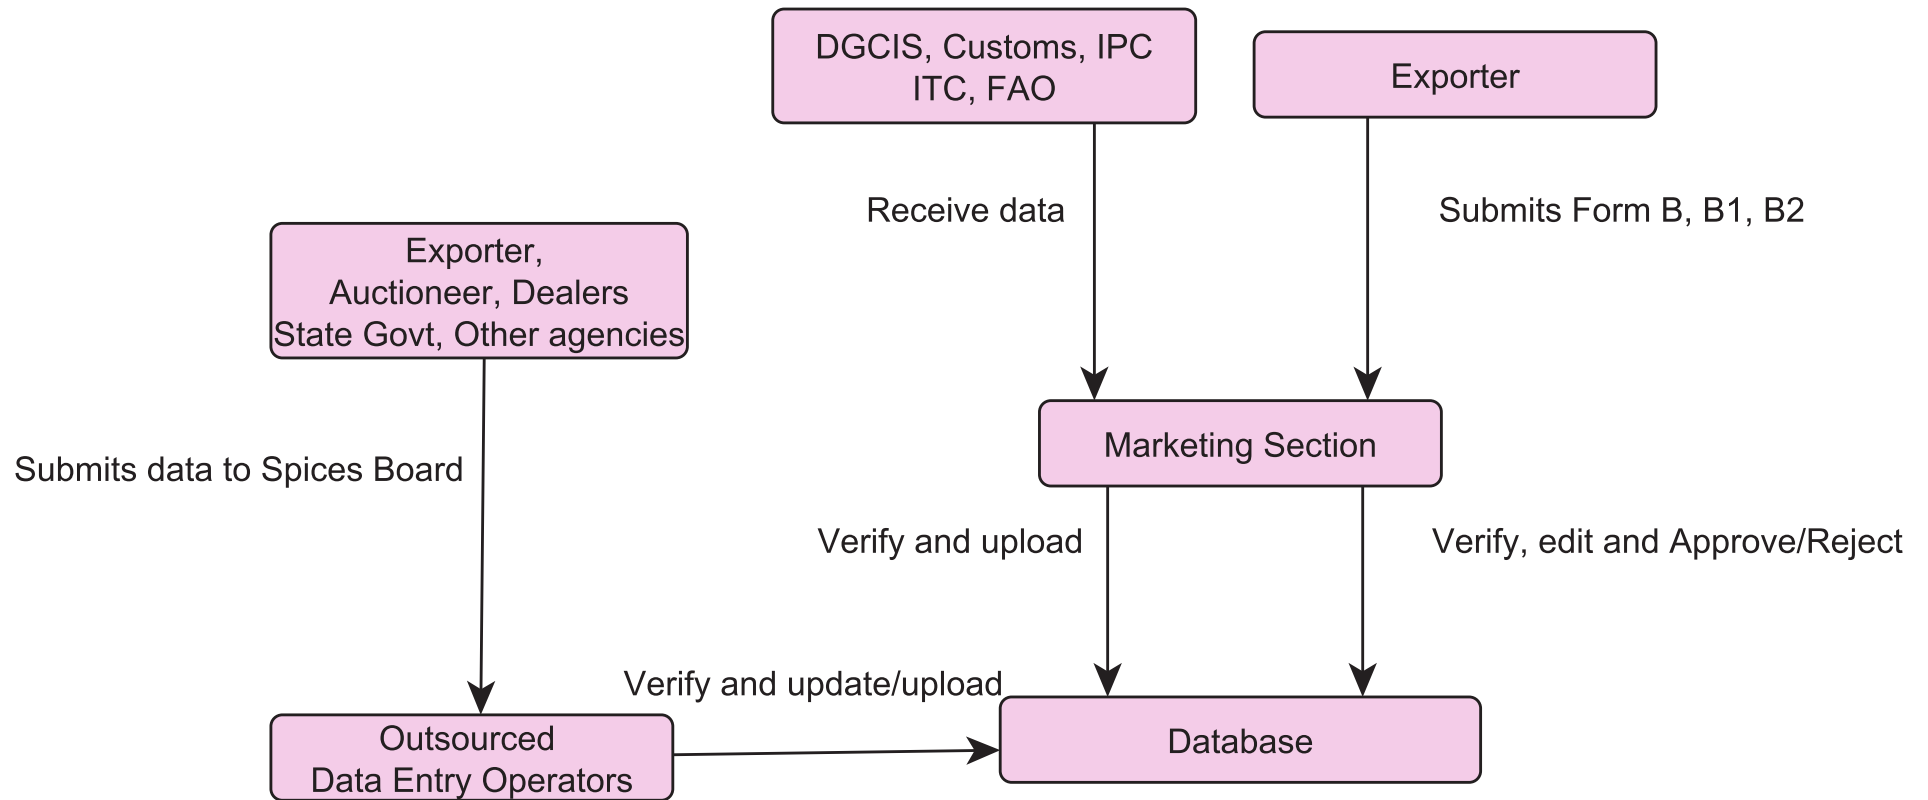 DGCIS, Customs, IPC
ITC, FAO
Exporter
Receive data
Submits Form B, B1, B2
Exporter,
Auctioneer, Dealers
State Govt, Other agencies
Marketing Section
Submits data to Spices Board
Verify and upload
Verify, edit and Approve/Reject
Verify and update/upload
Outsourced
Data Entry Operators
Database